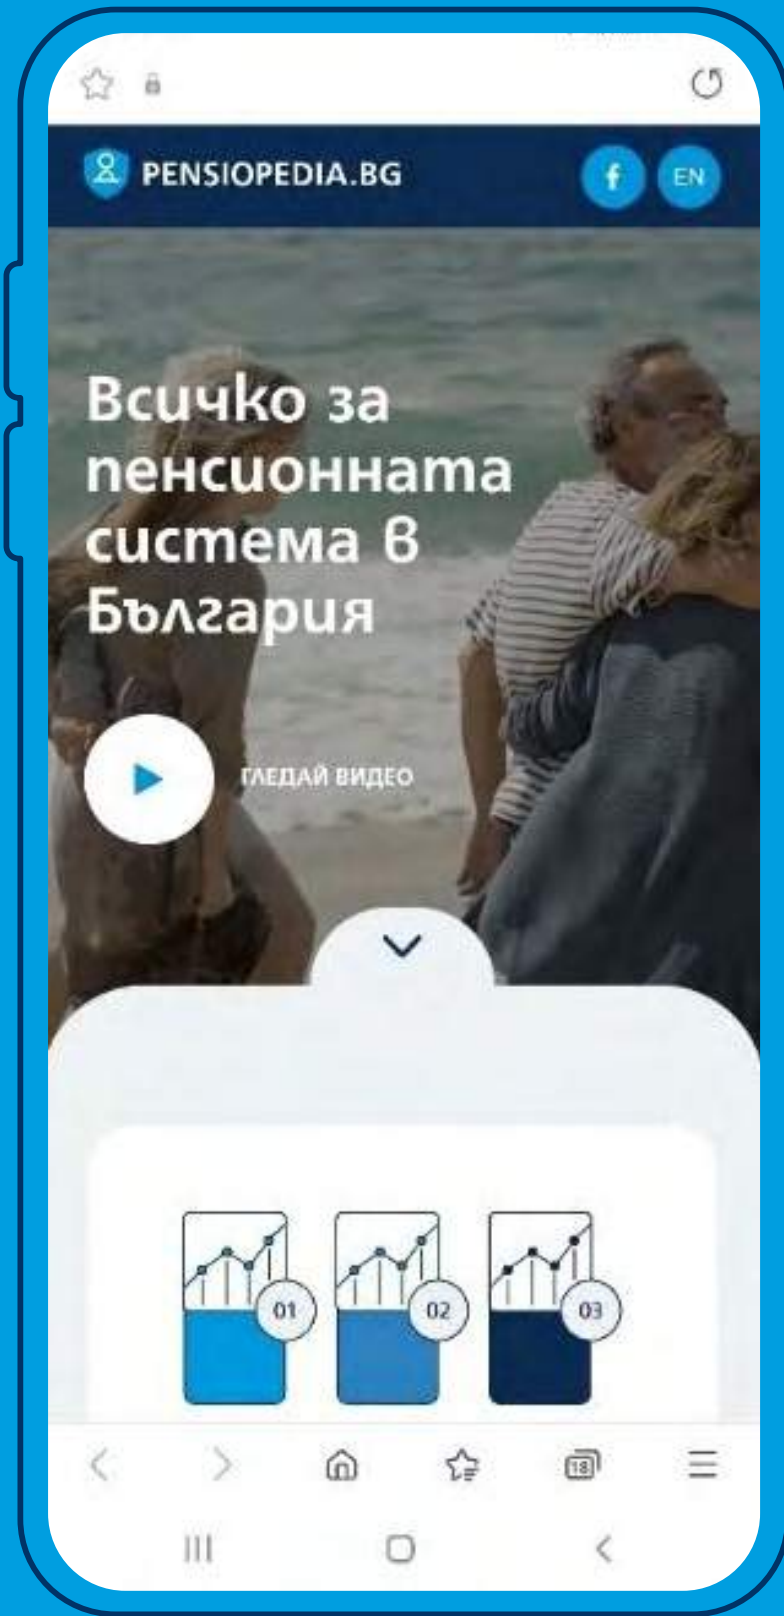 PENSIOPEDIA.BG
f
EN
Всичко за
пенсионната
система в
България
ГЛЕДАЙ ВИДЕО
01
02
03
18